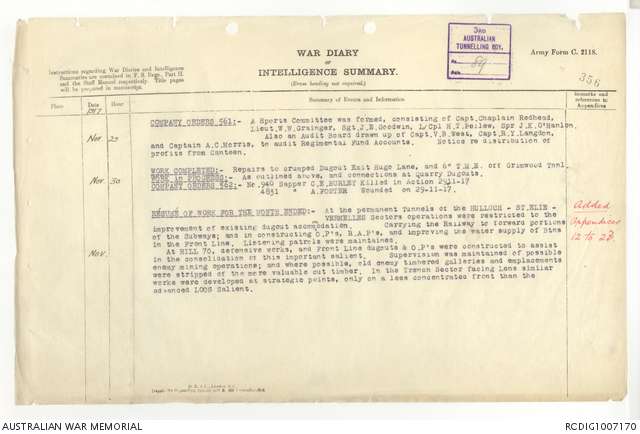 WAR DIARY
OF
INTELLIGENCE SUMMARY.
(Erase heading not required).
Instructions regarding War Diaries and Intelligence
Summaries are contained in F. S. Regs., Part II.
and the Staff Manual respectively. Title pages
will be prepared in manuscript.
3RD
AUSTRALIAN
TUNNELLING COY.
No. 89
Army Form C. 2118.
356
Place
Date
Hour
Summary of Events and Information
Remarks and
references to
Appendices
1917
COMPANY ORDERS 561:- A Sports Committee was formed, consisting of Capt. Chaplain Redhead,
Lieut. W.W. Grainger, Sgt. J.E. Goodwin, L/Cpl H.T. Pellew, Spr J.K. O'Hanlon.
Nov 29
Also an Audit Board drawn up of Capt. V.B. West, Capt. R.Y. Langdon,
and Captain A.C. Morris, to audit Regimental Fund Accounts. Notice re distribution of
profits from Canteen.
WORK COMPLETED:- Repairs to crumped Dugout East Huge Lane, and 6" T.M.E. off Grimwood Tnnl.
Nov 30
WORK in PROGRESS:- As outlined above, and connections at Quarry Dugouts.
COMPANY ORDERS 562:- Nr. 940 Sapper C.E. HURLEY Killed in Action 29-11-17
4851 " A. FOSTER Wounded on 29-11-17.
RESUME OF WORK FOR THE MONTH ENDED:- At the permanent Tunnels of the HULLUCH - ST. ELIE -
VERMELLES Sectors operations were restricted to the
improvement of existing dugout accomodation. Carrying the Railway to forward portions
of the Subways; and in constructing O.P's, R.A.P's, and improving the water supply of Stns
in the Front Line. Listening patrols were maintained.
Nov.
At HILL 70, defensive works, and Front Line dugouts & O.P's were constructed to assist
in the consolidation of this important salient. Supervision was maintained of possible
enemy mining operations; and where possible, old enemy timbered galleries and emplacements
were stripped of the more valuable cut timber. In the Trench Sector facing Lens similar
works were developed at strategic points, only on a less concentrated front than the
advanced LOOS Salient.
Added
Appendices
12 to 23.
AUSTRALIAN WAR MEMORIAL
RCDIG1007170